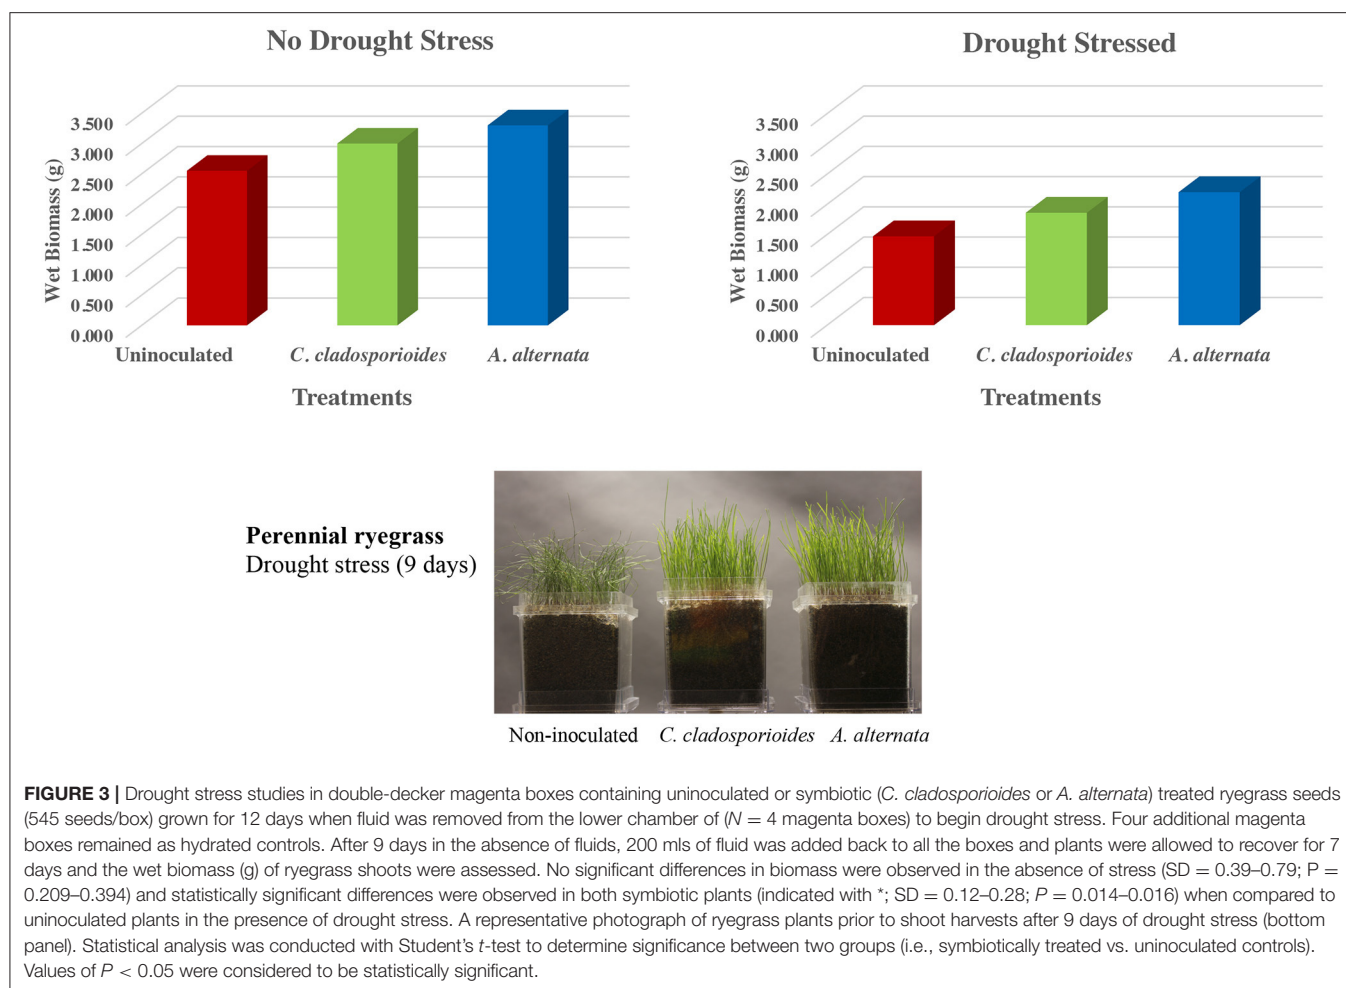 No Drought Stress
3.500
3.000
2.500
2.000
1.500
1.000
0.500
0.000
Wet Biomass (g)
Uninoculated C. cladosporioides A. alternata
Treatments
Drought Stressed
3.500
3.000
2.500
2.000
1.500
1.000
0.500
0.000
Wet Biomass (g)
Uninoculated C. cladosporioides A. alternata
Treatments
Perennial ryegrass
Drought stress (9 days)
Non-inoculated C. cladosporioides A. alternata
FIGURE 3 | Drought stress studies in double-decker magenta boxes containing uninoculated or symbiotic (C. cladosporioides or A. alternata) treated ryegrass seeds
(545 seeds/box) grown for 12 days when fluid was removed from the lower chamber of (N = 4 magenta boxes) to begin drought stress. Four additional magenta
boxes remained as hydrated controls. After 9 days in the absence of fluids, 200 mls of fluid was added back to all the boxes and plants were allowed to recover for 7
days and the wet biomass (g) of ryegrass shoots were assessed. No significant differences in biomass were observed in the absence of stress (SD = 0.39–0.79; P =
0.209–0.394) and statistically significant differences were observed in both symbiotic plants (indicated with *; SD = 0.12–0.28; P = 0.014–0.016) when compared to
uninoculated plants in the presence of drought stress. A representative photograph of ryegrass plants prior to shoot harvests after 9 days of drought stress (bottom
panel). Statistical analysis was conducted with Student's t-test to determine significance between two groups (i.e., symbiotically treated vs. uninoculated controls).
Values of P < 0.05 were considered to be statistically significant.